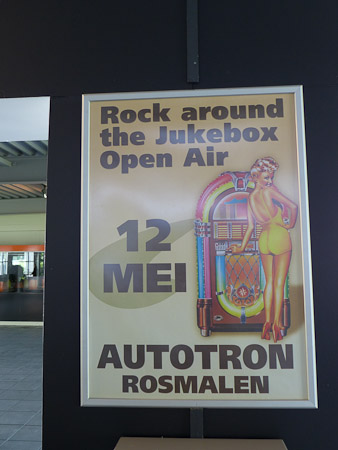 Rock around
the Jukebox
Open Air
12
MEI
AUTOTRON
ROSMALEN